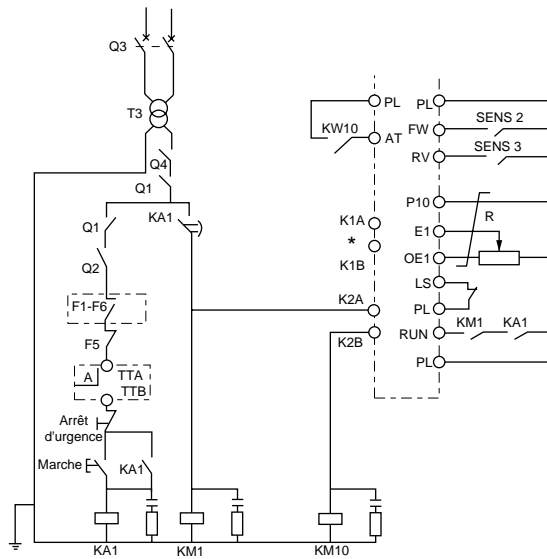 Q3
T3
Q4
Q1
KA1
Q1
Q2
F1-F6
F5
A
TTA
TTB
Arrêt
d'urgence
Marche
KA1
KA1
KM1
KM10
KW10
PL
AT
K1A
*
K1B
K2A
K2B
PL
FW
RV
P10
E1
OE1
LS
PL
RUN
PL
SENS 2
SENS 3
R
KM1
KA1